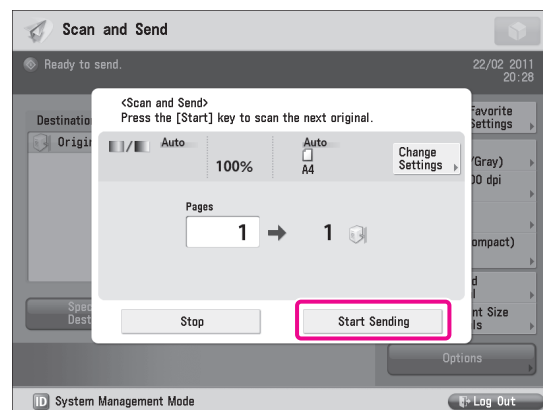 Scan and Send
Ready to send.
22/02 2011
20:28
<Scan and Send>
Press the [Start] key to scan the next original.
Auto
100%
Auto
A4
Change
Settings
Pages
1
1
Stop
Start Sending
Favorite
Settings
Options
ID System Management Mode
Log Out